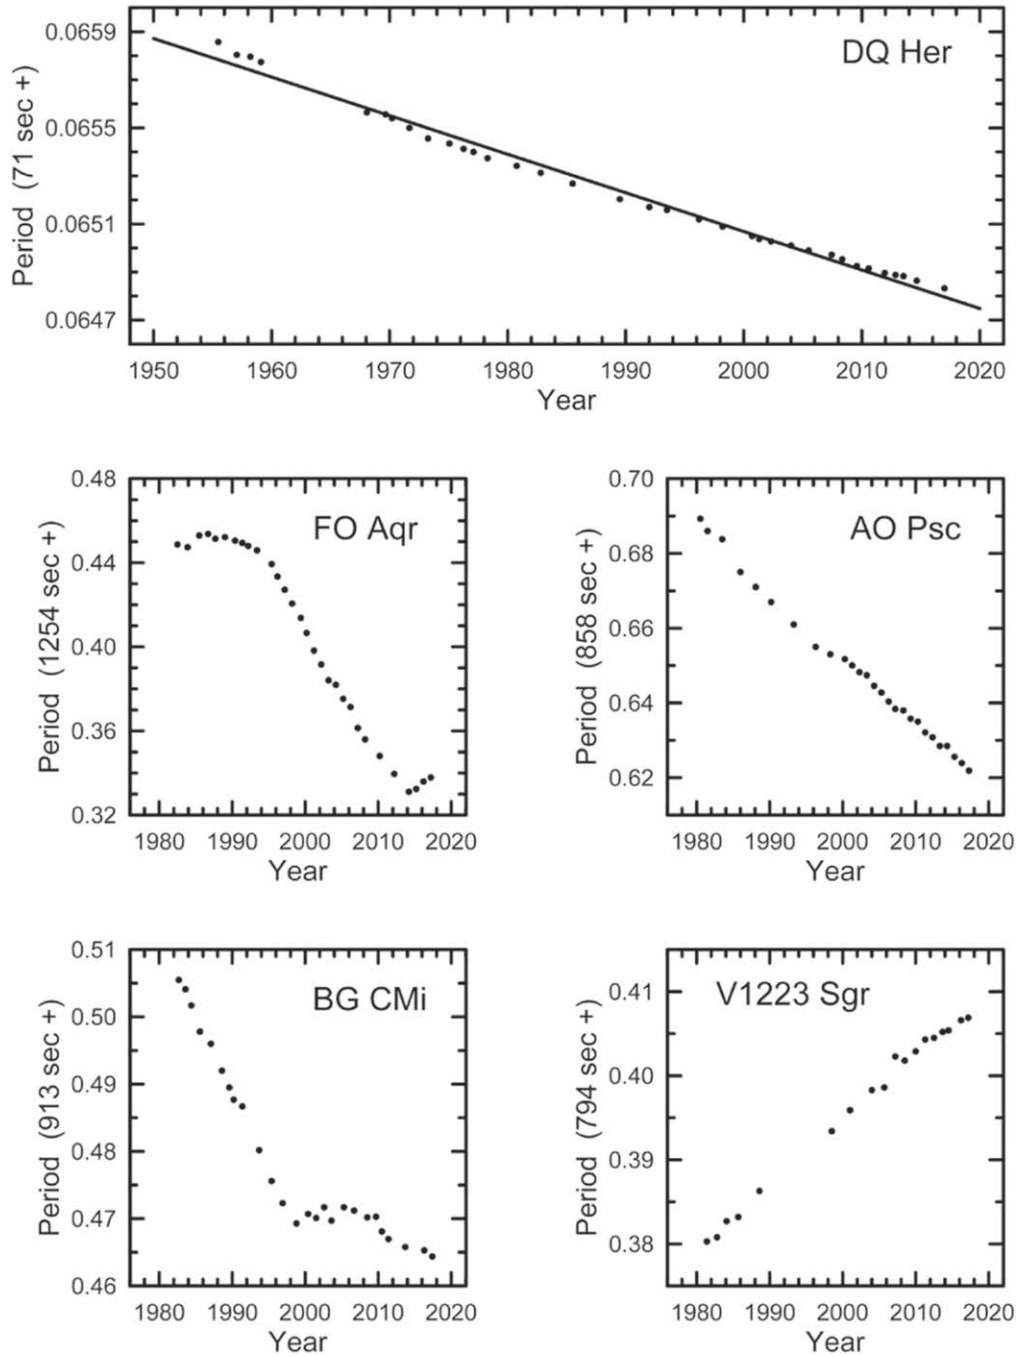 DQ Her
Period (71 sec +)
0.0659
0.0655
0.0651
0.0647
1950 1960 1970 1980 1990 2000 2010 2020
Year
FO Aqr
Period (1254 sec +)
0.48
0.44
0.40
0.36
0.32
1980 1990 2000 2010 2020
Year
AO Psc
Period (858 sec +)
0.70
0.68
0.66
0.64
0.62
1980 1990 2000 2010 2020
Year
BG CMi
Period (913 sec +)
0.51
0.50
0.49
0.48
0.47
0.46
1980 1990 2000 2010 2020
Year
V1223 Sgr
Period (794 sec +)
0.41
0.40
0.39
0.38
1980 1990 2000 2010 2020
Year